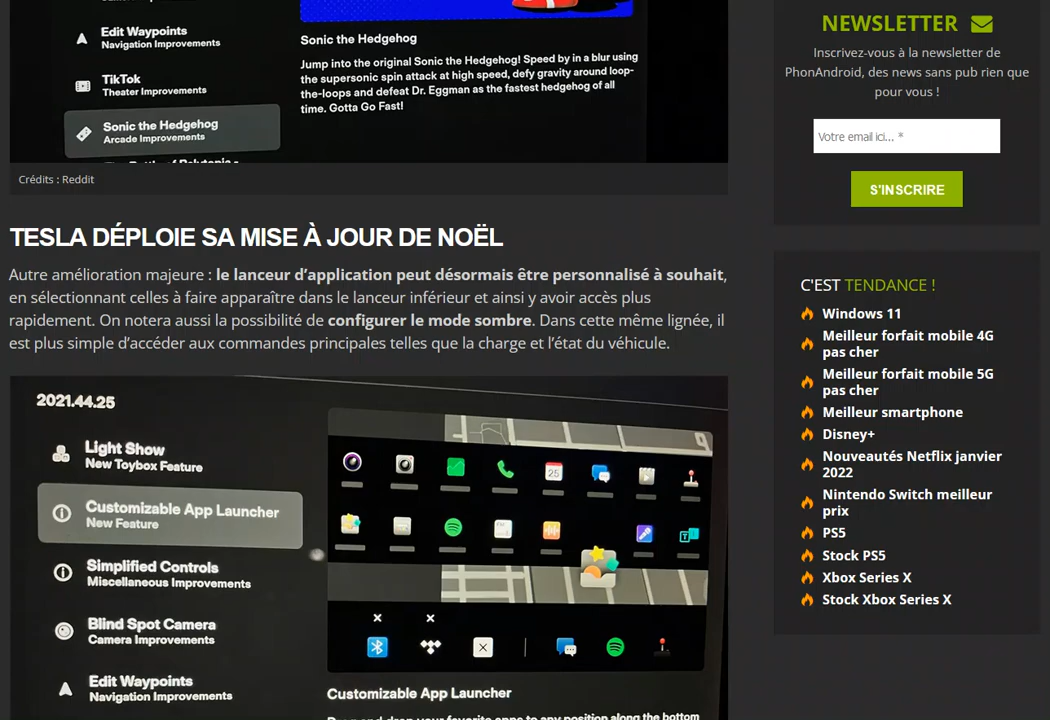 Edit Waypoints
Navigation Improvements
TikTok
Theater Improvements
Sonic the Hedgehog
Arcade Improvements
Sonic the Hedgehog
Jump into the original Sonic the Hedgehog! Speed by in a blur using
the supersonic spin attack at high speed, defy gravity around loop-
the-loops and defeat Dr. Eggman as the fastest hedgehog of all
time. Gotta Go Fast!
Crédits : Reddit
TESLA DÉPLOIE SA MISE À JOUR DE NOËL
Autre amélioration majeure : le lanceur d’application peut désormais être personnalisé à souhait,
en sélectionnant celles à faire apparaître dans le lanceur inférieur et ainsi y avoir accès plus
rapidement. On notera aussi la possibilité de configurer le mode sombre. Dans cette même lignée, il
est plus simple d’accéder aux commandes principales telles que la charge et l’état du véhicule.
2021.44.25
Light Show
New Toybox Feature
Customizable App Launcher
New Feature
Simplified Controls
Miscellaneous Improvements
Blind Spot Camera
Camera Improvements
Edit Waypoints
Navigation Improvements
25
Customizable App Launcher
NEWSLETTER
Inscrivez-vous à la newsletter de
PhonAndroid, des news sans pub rien que
pour vous !
Votre email ici... *
S'INSCRIRE
C'EST TENDANCE !
Windows 11
Meilleur forfait mobile 4G
pas cher
Meilleur forfait mobile 5G
pas cher
Meilleur smartphone
Disney+
Nouveautés Netflix janvier
2022
Nintendo Switch meilleur
prix
PS5
Stock PS5
Xbox Series X
Stock Xbox Series X